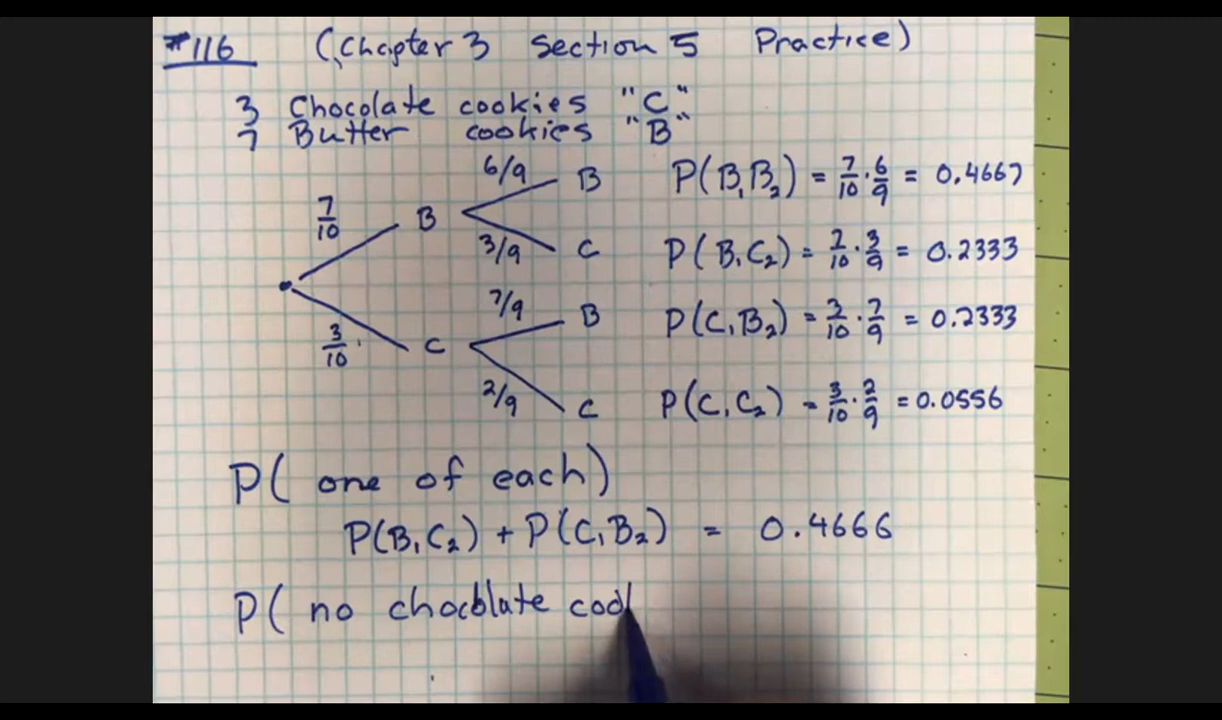 #116 (Chapter 3 Section 5 Practice)
3 Chocolate cookies "C"
7 Butter cookies "B"
7/10 B 6/9 B P(B₁B₂) = 7/10 · 6/9 = 0.4667
3/9 C P(B₁C₂) = 7/10 · 3/9 = 0.2333
3/10 C 7/9 B P(C₁B₂) = 3/10 · 7/9 = 0.2333
2/9 C P(C₁C₂) = 3/10 · 2/9 = 0.0556
P( one of each)
P(B₁C₂) + P(C₁B₂) = 0.4666
P( no chocolate cook